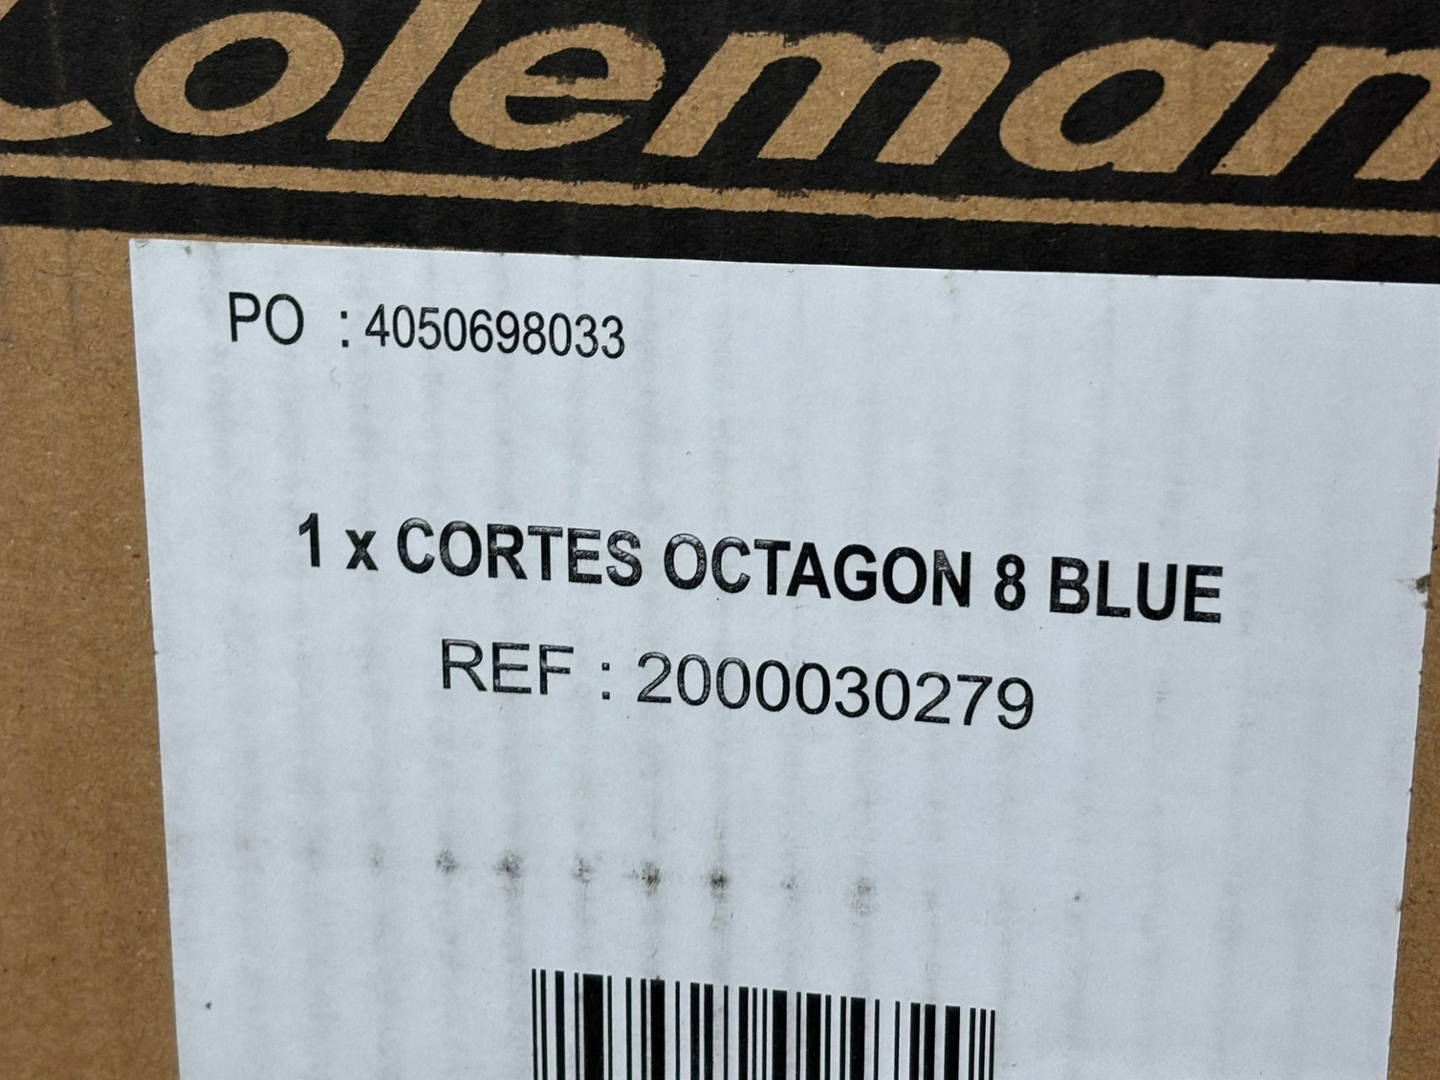 Coleman
PO : 4050698033
1 x CORTES OCTAGON 8 BLUE
REF : 2000030279